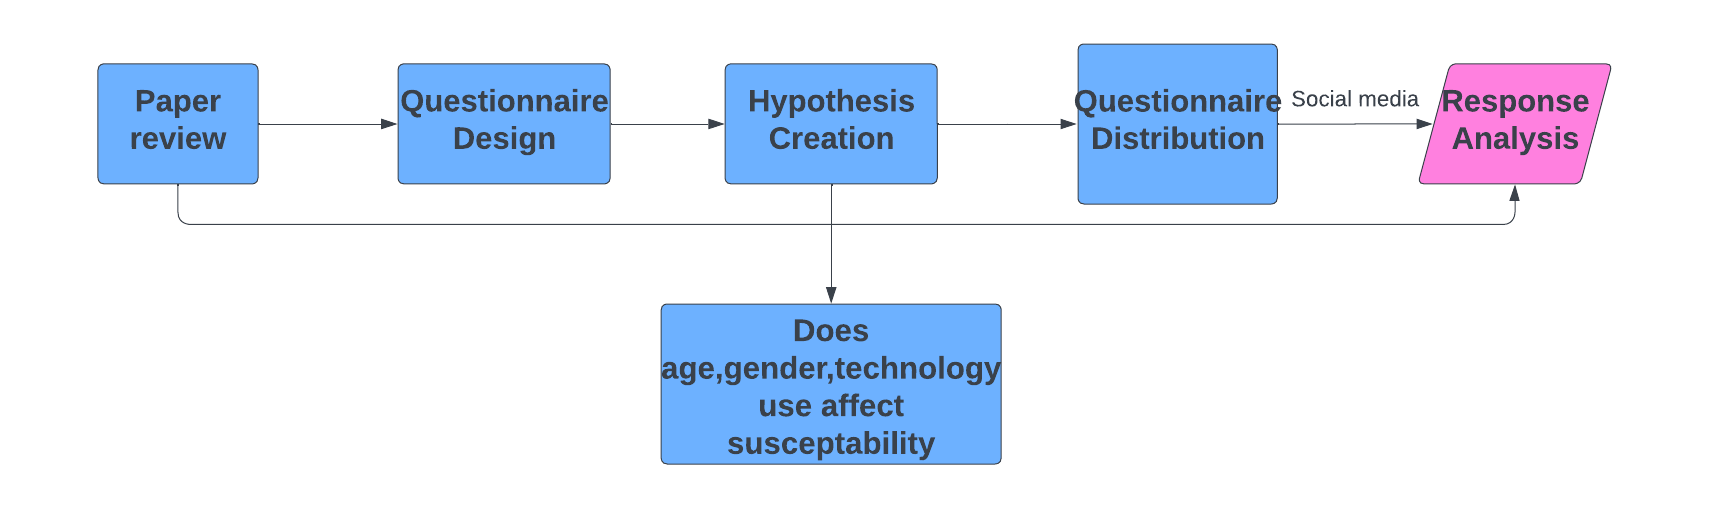 Paper
review
Questionnaire
Design
Hypothesis
Creation
Questionnaire
Distribution
Social media
Response
Analysis
Does
age,gender,technology
use affect
susceptability